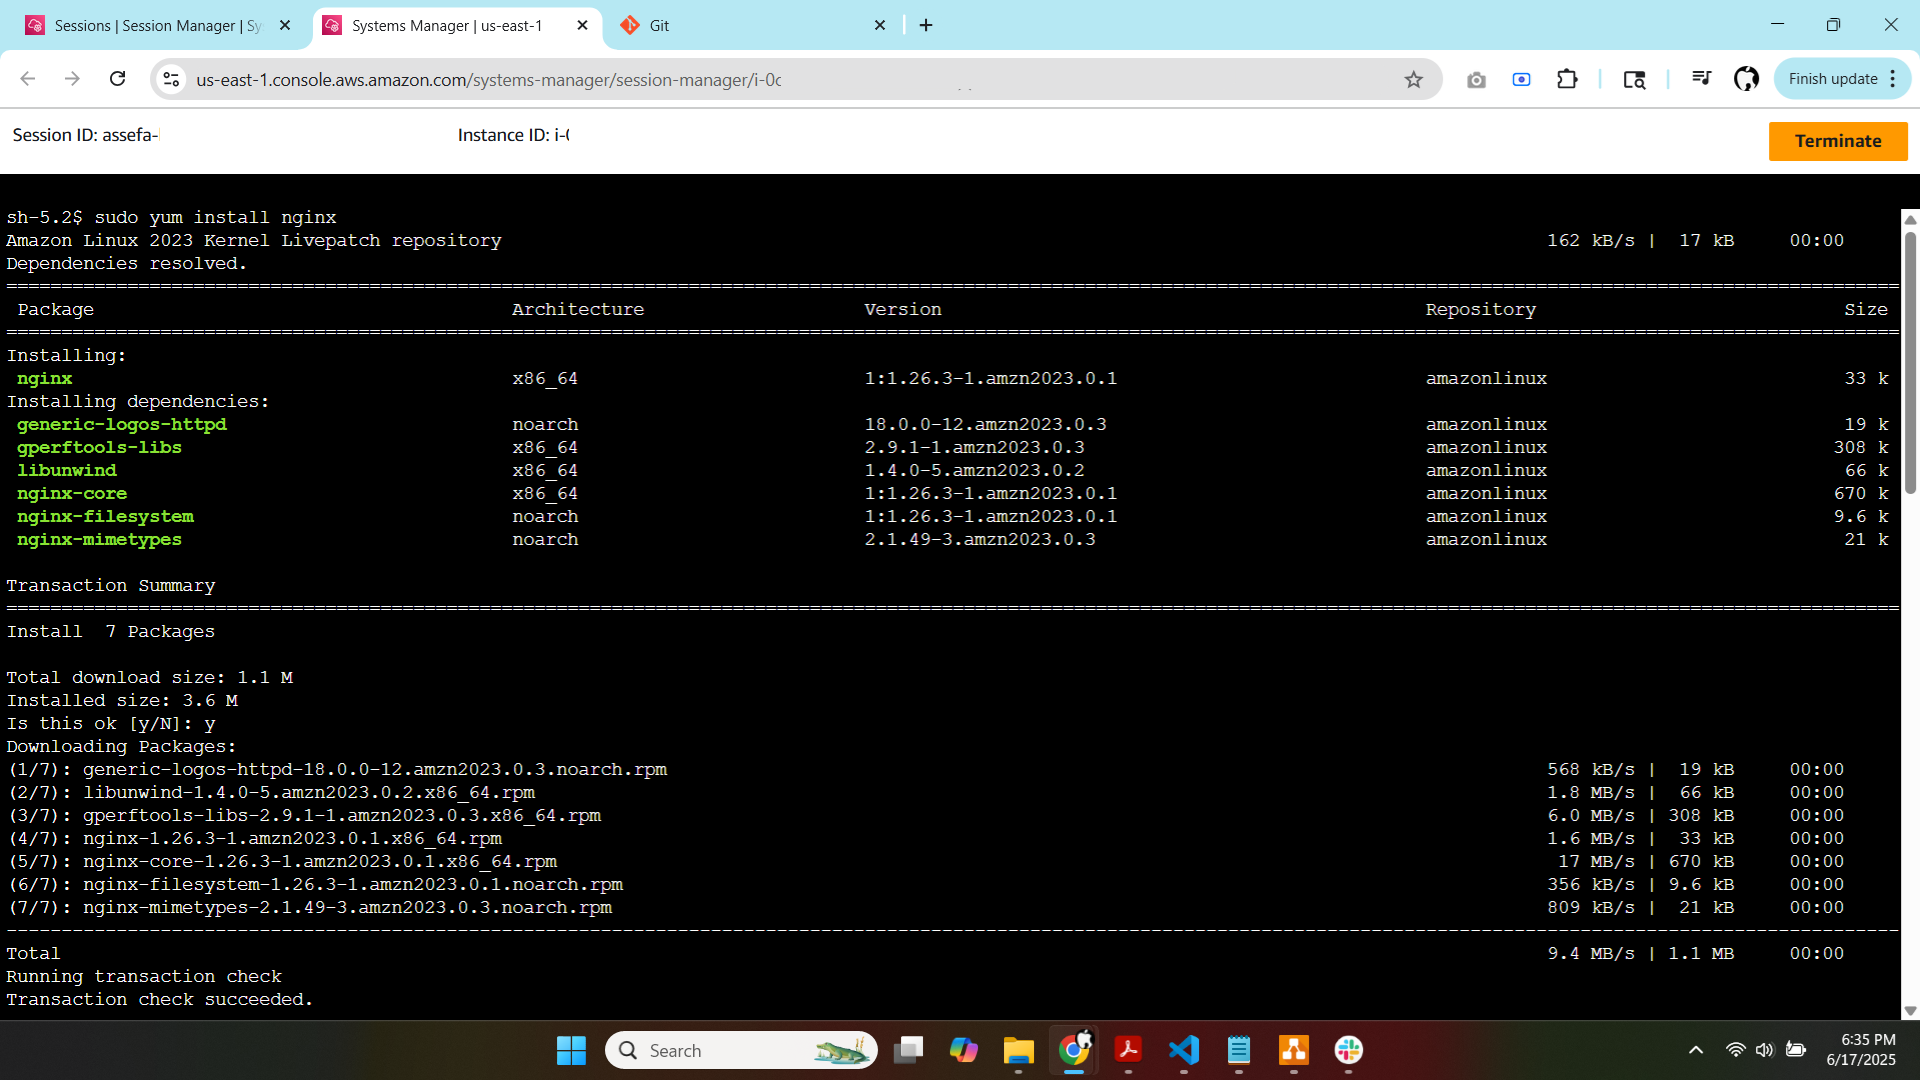 Sessions | Session Manager | Sy
Systems Manager | us-east-1
Git
us-east-1.console.aws.amazon.com/systems-manager/session-manager/i-0c
Finish update
Session ID: assefa-
Instance ID: i-0
Terminate
sh-5.2$ sudo yum install nginx
Amazon Linux 2023 Kernel Livepatch repository 162 kB/s | 17 kB 00:00
Dependencies resolved.
Package Architecture Version Repository Size
Installing:
nginx x86_64 1:1.26.3-1.amzn2023.0.1 amazonlinux 33 k
Installing dependencies:
generic-logos-httpd noarch 18.0.0-12.amzn2023.0.3 amazonlinux 19 k
gperftools-libs x86_64 2.9.1-1.amzn2023.0.3 amazonlinux 308 k
libunwind x86_64 1.4.0-5.amzn2023.0.2 amazonlinux 66 k
nginx-core x86_64 1:1.26.3-1.amzn2023.0.1 amazonlinux 670 k
nginx-filesystem noarch 1:1.26.3-1.amzn2023.0.1 amazonlinux 9.6 k
nginx-mimetypes noarch 2.1.49-3.amzn2023.0.3 amazonlinux 21 k
Transaction Summary
Install 7 Packages
Total download size: 1.1 M
Installed size: 3.6 M
Is this ok [y/N]: y
Downloading Packages:
(1/7): generic-logos-httpd-18.0.0-12.amzn2023.0.3.noarch.rpm 568 kB/s | 19 kB 00:00
(2/7): libunwind-1.4.0-5.amzn2023.0.2.x86_64.rpm 1.8 MB/s | 66 kB 00:00
(3/7): gperftools-libs-2.9.1-1.amzn2023.0.3.x86_64.rpm 6.0 MB/s | 308 kB 00:00
(4/7): nginx-1.26.3-1.amzn2023.0.1.x86_64.rpm 1.6 MB/s | 33 kB 00:00
(5/7): nginx-core-1.26.3-1.amzn2023.0.1.x86_64.rpm 17 MB/s | 670 kB 00:00
(6/7): nginx-filesystem-1.26.3-1.amzn2023.0.1.noarch.rpm 356 kB/s | 9.6 kB 00:00
(7/7): nginx-mimetypes-2.1.49-3.amzn2023.0.3.noarch.rpm 809 kB/s | 21 kB 00:00
Total 9.4 MB/s | 1.1 MB 00:00
Running transaction check
Transaction check succeeded.
Search
6:35 PM
6/17/2025